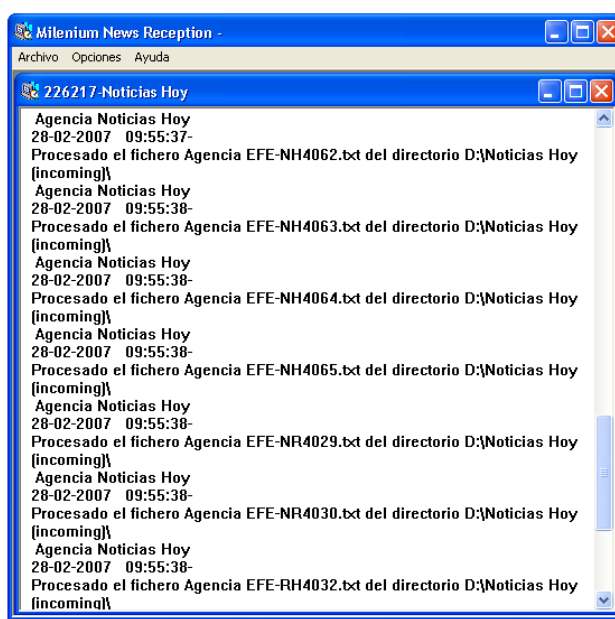 Milenium News Reception -
Archivo Opciones Ayuda
226217-Noticias Hoy
Agencia Noticias Hoy
28-02-2007 09:55:37-
Procesado el fichero Agencia EFE-NH4062.txt del directorio D:\Noticias Hoy
(incoming)\
Agencia Noticias Hoy
28-02-2007 09:55:38-
Procesado el fichero Agencia EFE-NH4063.txt del directorio D:\Noticias Hoy
(incoming)\
Agencia Noticias Hoy
28-02-2007 09:55:38-
Procesado el fichero Agencia EFE-NH4064.txt del directorio D:\Noticias Hoy
(incoming)\
Agencia Noticias Hoy
28-02-2007 09:55:38-
Procesado el fichero Agencia EFE-NH4065.txt del directorio D:\Noticias Hoy
(incoming)\
Agencia Noticias Hoy
28-02-2007 09:55:38-
Procesado el fichero Agencia EFE-NR4029.txt del directorio D:\Noticias Hoy
(incoming)\
Agencia Noticias Hoy
28-02-2007 09:55:38-
Procesado el fichero Agencia EFE-NR4030.txt del directorio D:\Noticias Hoy
(incoming)\
Agencia Noticias Hoy
28-02-2007 09:55:38-
Procesado el fichero Agencia EFE-RH4032.txt del directorio D:\Noticias Hoy
(incoming)\